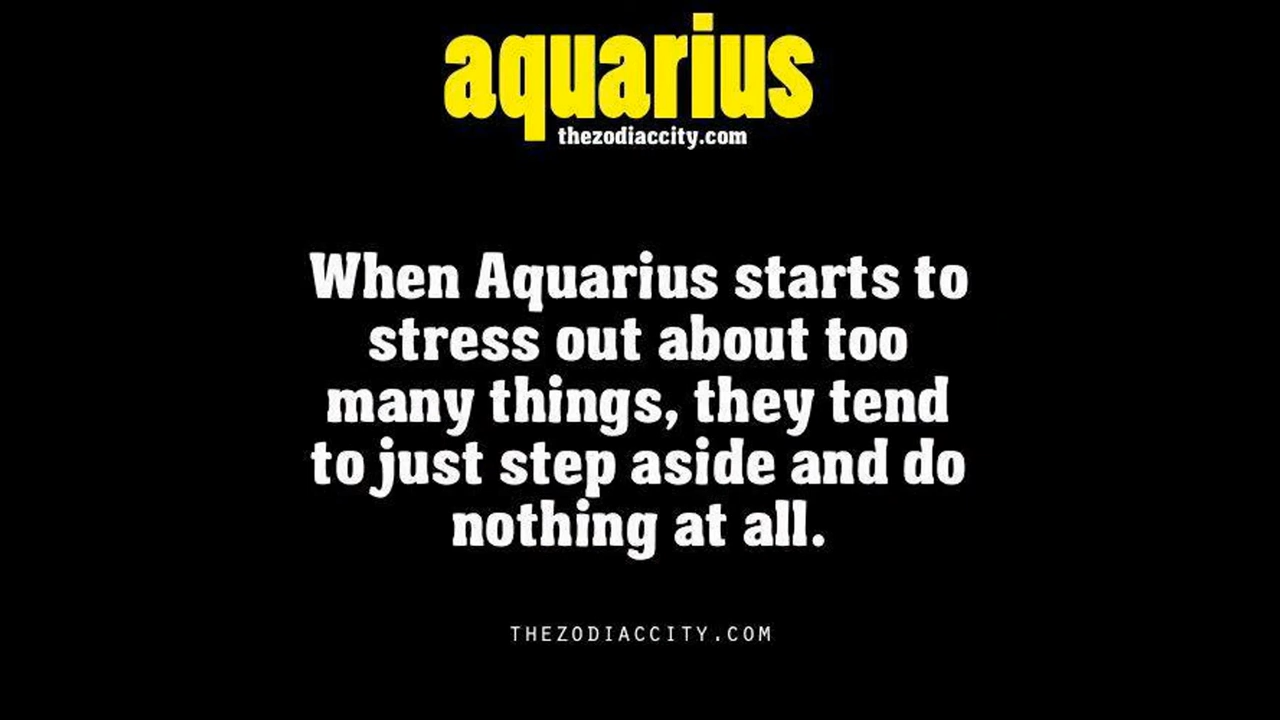 aquarius
thezodiaccity.com
When Aquarius starts to
stress out about too
many things, they tend
to just step aside and do
nothing at all.
THEZODIACCITY.COM